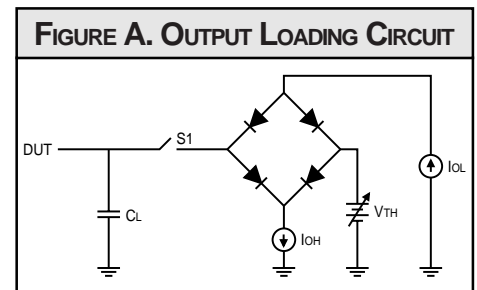 FIGURE A. OUTPUT LOADING CIRCUIT
DUT
S1
CL
IOH
VTH
IOL